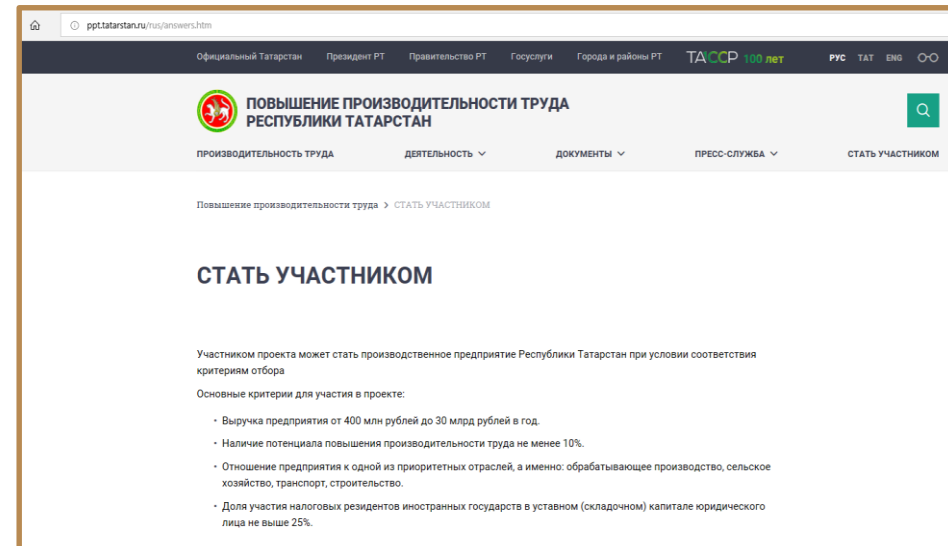 ppt.tatarstan.ru/rus/answers.htm
Официальный Татарстан Президент РТ Правительство РТ Госуслуги Города и районы РТ ТАССР 100 лет РУС ТАТ ENG
ПОВЫШЕНИЕ ПРОИЗВОДИТЕЛЬНОСТИ ТРУДА
РЕСПУБЛИКИ ТАТАРСТАН
ПРОИЗВОДИТЕЛЬНОСТЬ ТРУДА ДЕЯТЕЛЬНОСТЬ ДОКУМЕНТЫ ПРЕСС-СЛУЖБА СТАТЬ УЧАСТНИКОМ
Повышение производительности труда > СТАТЬ УЧАСТНИКОМ
СТАТЬ УЧАСТНИКОМ
Участником проекта может стать производственное предприятие Республики Татарстан при условии соответствия
критериям отбора
Основные критерии для участия в проекте:
• Выручка предприятия от 400 млн рублей до 30 млрд рублей в год.
• Наличие потенциала повышения производительности труда не менее 10%.
• Отношение предприятия к одной из приоритетных отраслей, а именно: обрабатывающее производство, сельское
хозяйство, транспорт, строительство.
• Доля участия налоговых резидентов иностранных государств в уставном (складочном) капитале юридического
лица не выше 25%.